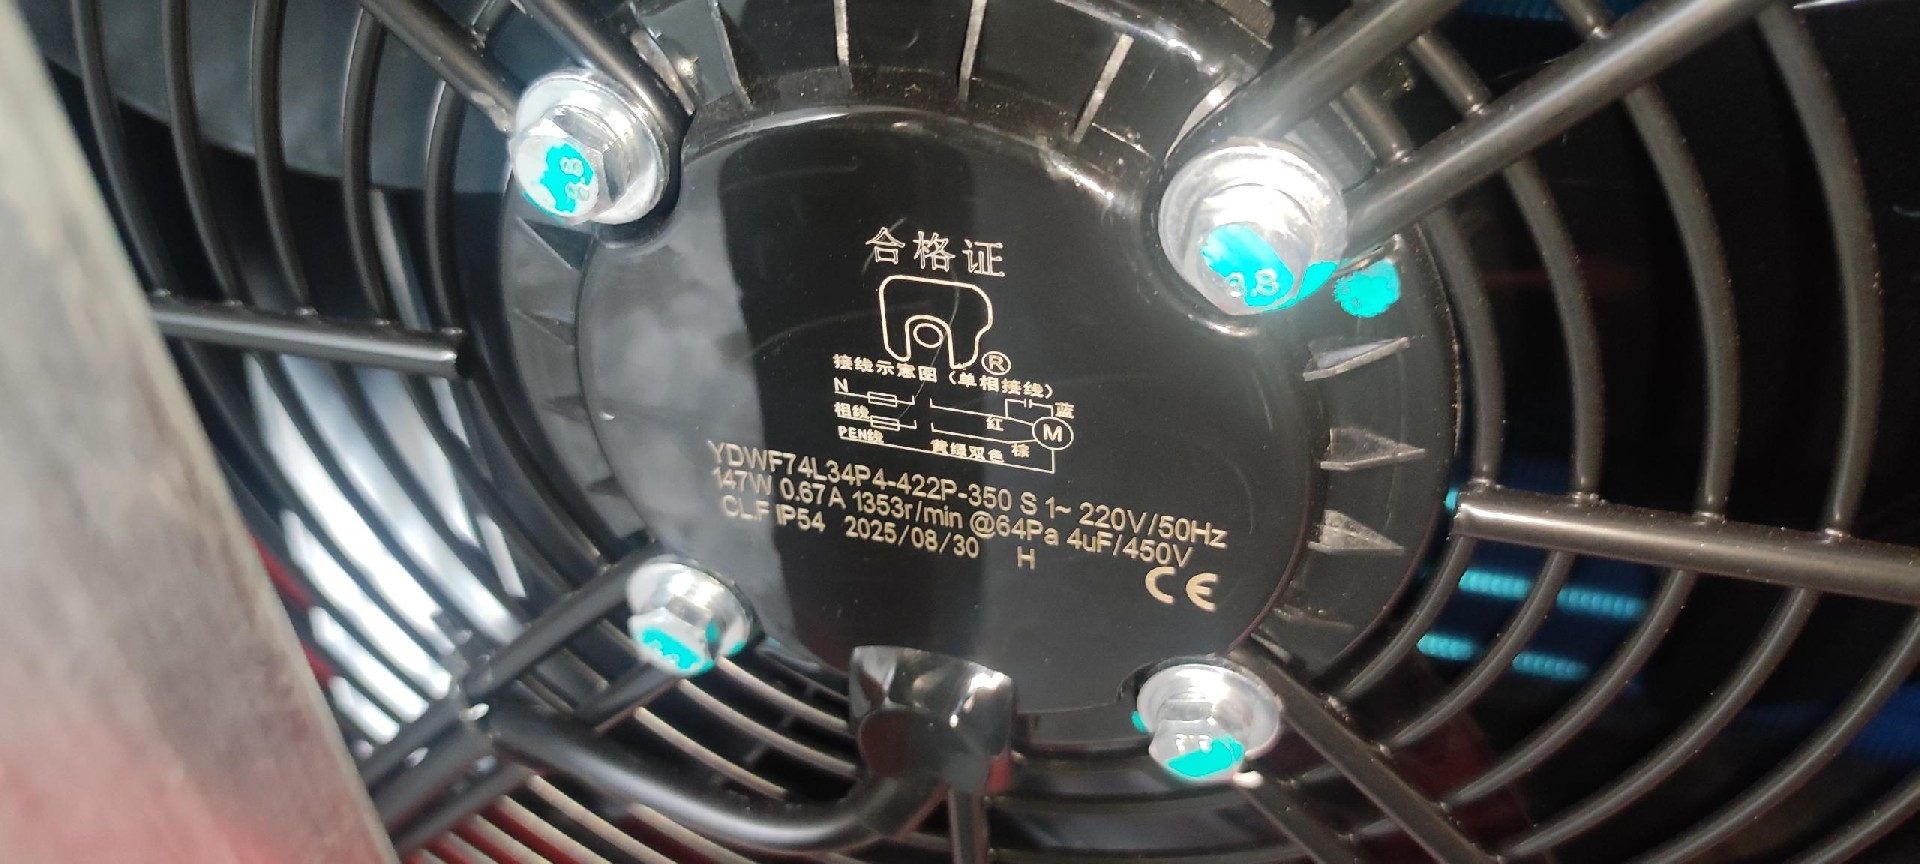 合格证
®
接线示意图（单相接线）
N
相线
PEN线
红
蓝
M
棕
黄绿双色
YDWF74L34P4-422P-350 S 1~ 220V/50Hz
147W 0.67A 1353r/min @64Pa 4uF/450V
CL.F IP54 2025/08/30 H
CE
8.8
8.8